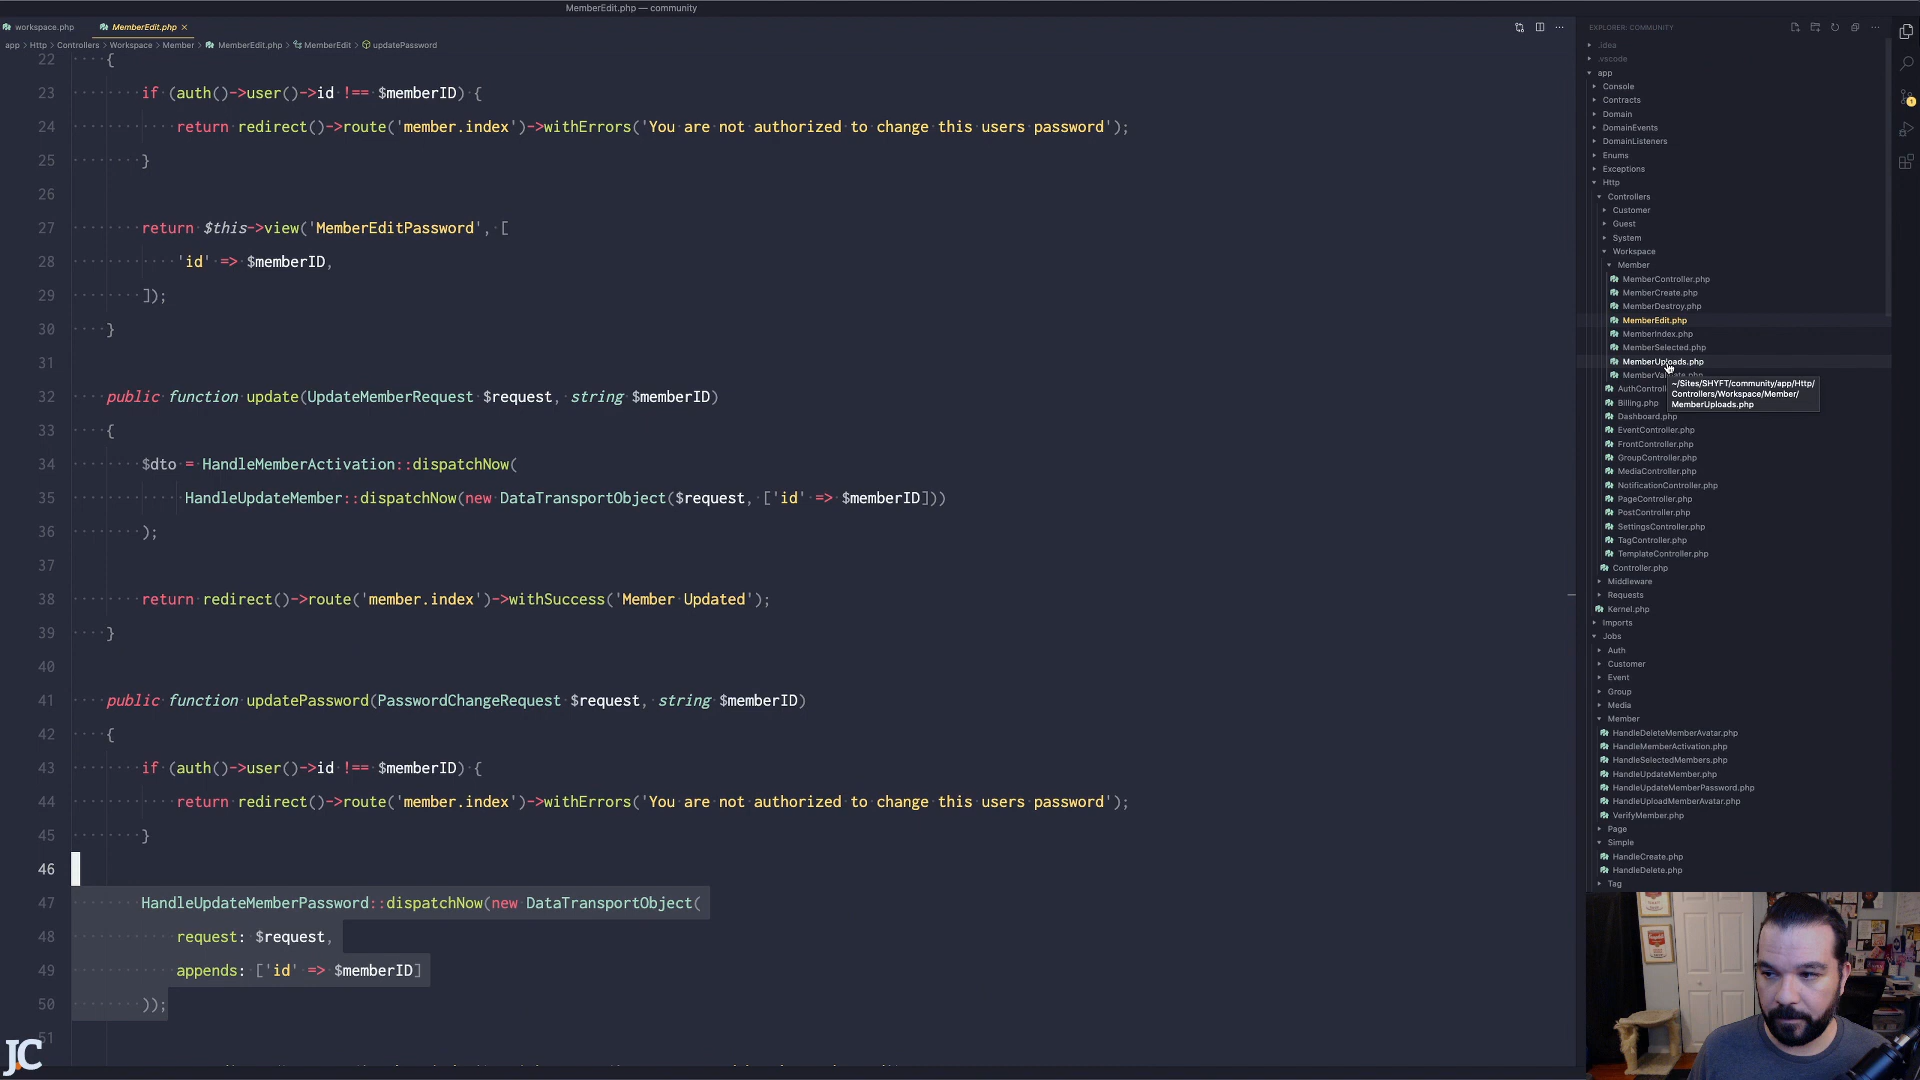 MemberEdit.php — community
workspace.php
MemberEdit.php ×
EXPLORER: COMMUNITY
app > Http > Controllers > Workspace > Member > MemberEdit.php > MemberEdit > updatePassword
22 {
23 if (auth()->user()->id !== $memberID) {
24 return redirect()->route('member.index')->withErrors('You are not authorized to change this users password');
25 }
26
27 return $this->view('MemberEditPassword', [
28 'id' => $memberID,
29 ]);
30 }
31
32 public function update(UpdateMemberRequest $request, string $memberID)
33 {
34 $dto = HandleMemberActivation::dispatchNow(
35 HandleUpdateMember::dispatchNow(new DataTransportObject($request, ['id' => $memberID]))
36 );
37
38 return redirect()->route('member.index')->withSuccess('Member Updated');
39 }
40
41 public function updatePassword(PasswordChangeRequest $request, string $memberID)
42 {
43 if (auth()->user()->id !== $memberID) {
44 return redirect()->route('member.index')->withErrors('You are not authorized to change this users password');
45 }
46
47 HandleUpdateMemberPassword::dispatchNow(new DataTransportObject(
48 request: $request,
49 appends: ['id' => $memberID]
50 ));
51
.idea
.vscode
app
Console
Contracts
Domain
DomainEvents
DomainListeners
Enums
Exceptions
Http
Controllers
Customer
Guest
System
Workspace
Member
MemberController.php
MemberCreate.php
MemberDestroy.php
MemberEdit.php
MemberIndex.php
MemberSelected.php
MemberUploads.php
~/Sites/SHYFT/community/app/Http/
Controllers/Workspace/Member/
MemberUploads.php
Billing.php
Dashboard.php
EventController.php
FrontController.php
GroupController.php
MediaController.php
NotificationController.php
PageController.php
PostController.php
SettingsController.php
TagController.php
TemplateController.php
Controller.php
Middleware
Requests
Kernel.php
Imports
Jobs
Auth
Customer
Event
Group
Media
Member
HandleDeleteMemberAvatar.php
HandleMemberActivation.php
HandleSelectedMembers.php
HandleUpdateMember.php
HandleUpdateMemberPassword.php
HandleUploadMemberAvatar.php
VerifyMember.php
Page
Simple
HandleCreate.php
HandleDelete.php
Tag
JC